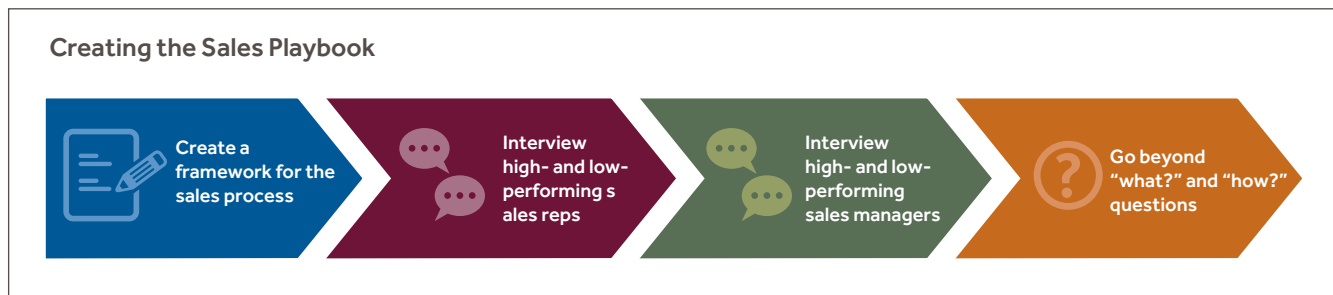 Creating the Sales Playbook
Create a
framework for the
sales process
Interview
high- and low-
performing s
ales reps
Interview
high- and low-
performing
sales managers
?
Go beyond
“what?” and “how?”
questions